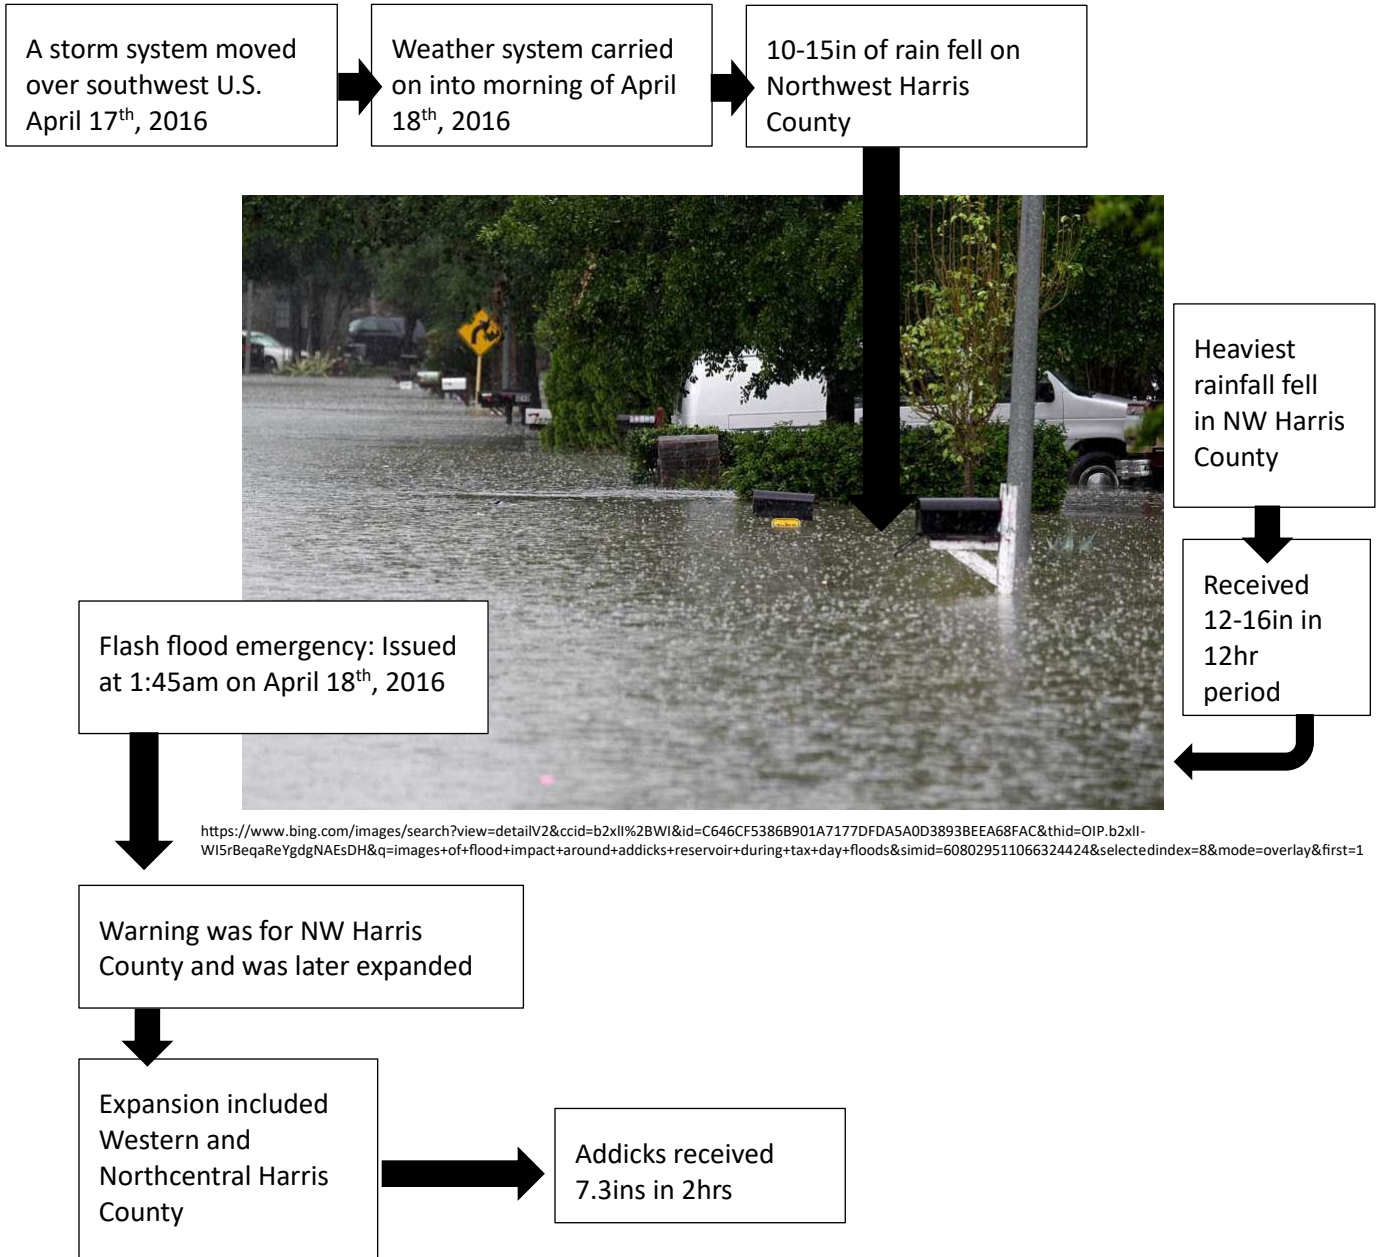 A storm system moved
over southwest U.S.
April 17th, 2016
Weather system carried
on into morning of April
18th, 2016
10-15in of rain fell on
Northwest Harris
County
Heaviest
rainfall fell
in NW Harris
County
Received
12-16in in
12hr
period
Flash flood emergency: Issued
at 1:45am on April 18th, 2016
https://www.bing.com/images/search?view=detailV2&ccid=b2xlI%2BWI&id=C646CF5386B901A7177DFDA5A0D3893BEEA68FAC&thid=OIP.b2xlI-
WI5rBeqaReYgdgNAEsDH&q=images+of+flood+impact+around+addicks+reservoir+during+tax+day+floods&simid=608029511066324424&selectedindex=8&mode=overlay&first=1
Warning was for NW Harris
County and was later expanded
Expansion included
Western and
Northcentral Harris
County
Addicks received
7.3ins in 2hrs